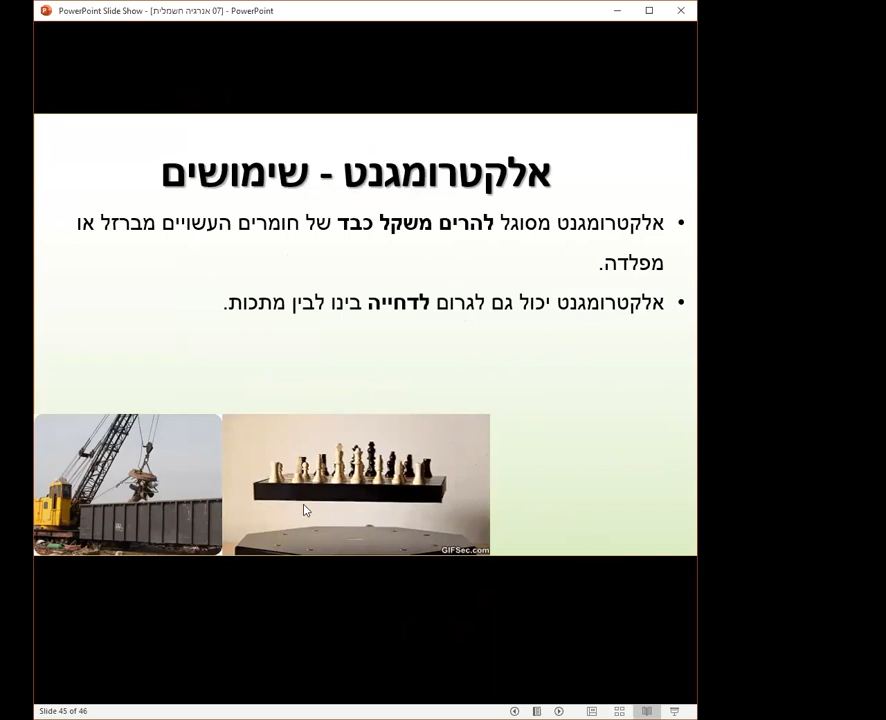 PowerPoint Slide Show - [07 אנרגיה חשמלית] - PowerPoint
אלקטרומגנט - שימושים
• אלקטרומגנט מסוגל להרים משקל כבד של חומרים העשויים מברזל או
מפלדה.
• אלקטרומגנט יכול גם לגרום לדחייה בינו לבין מתכות.
GIFSec.com
Slide 45 of 46